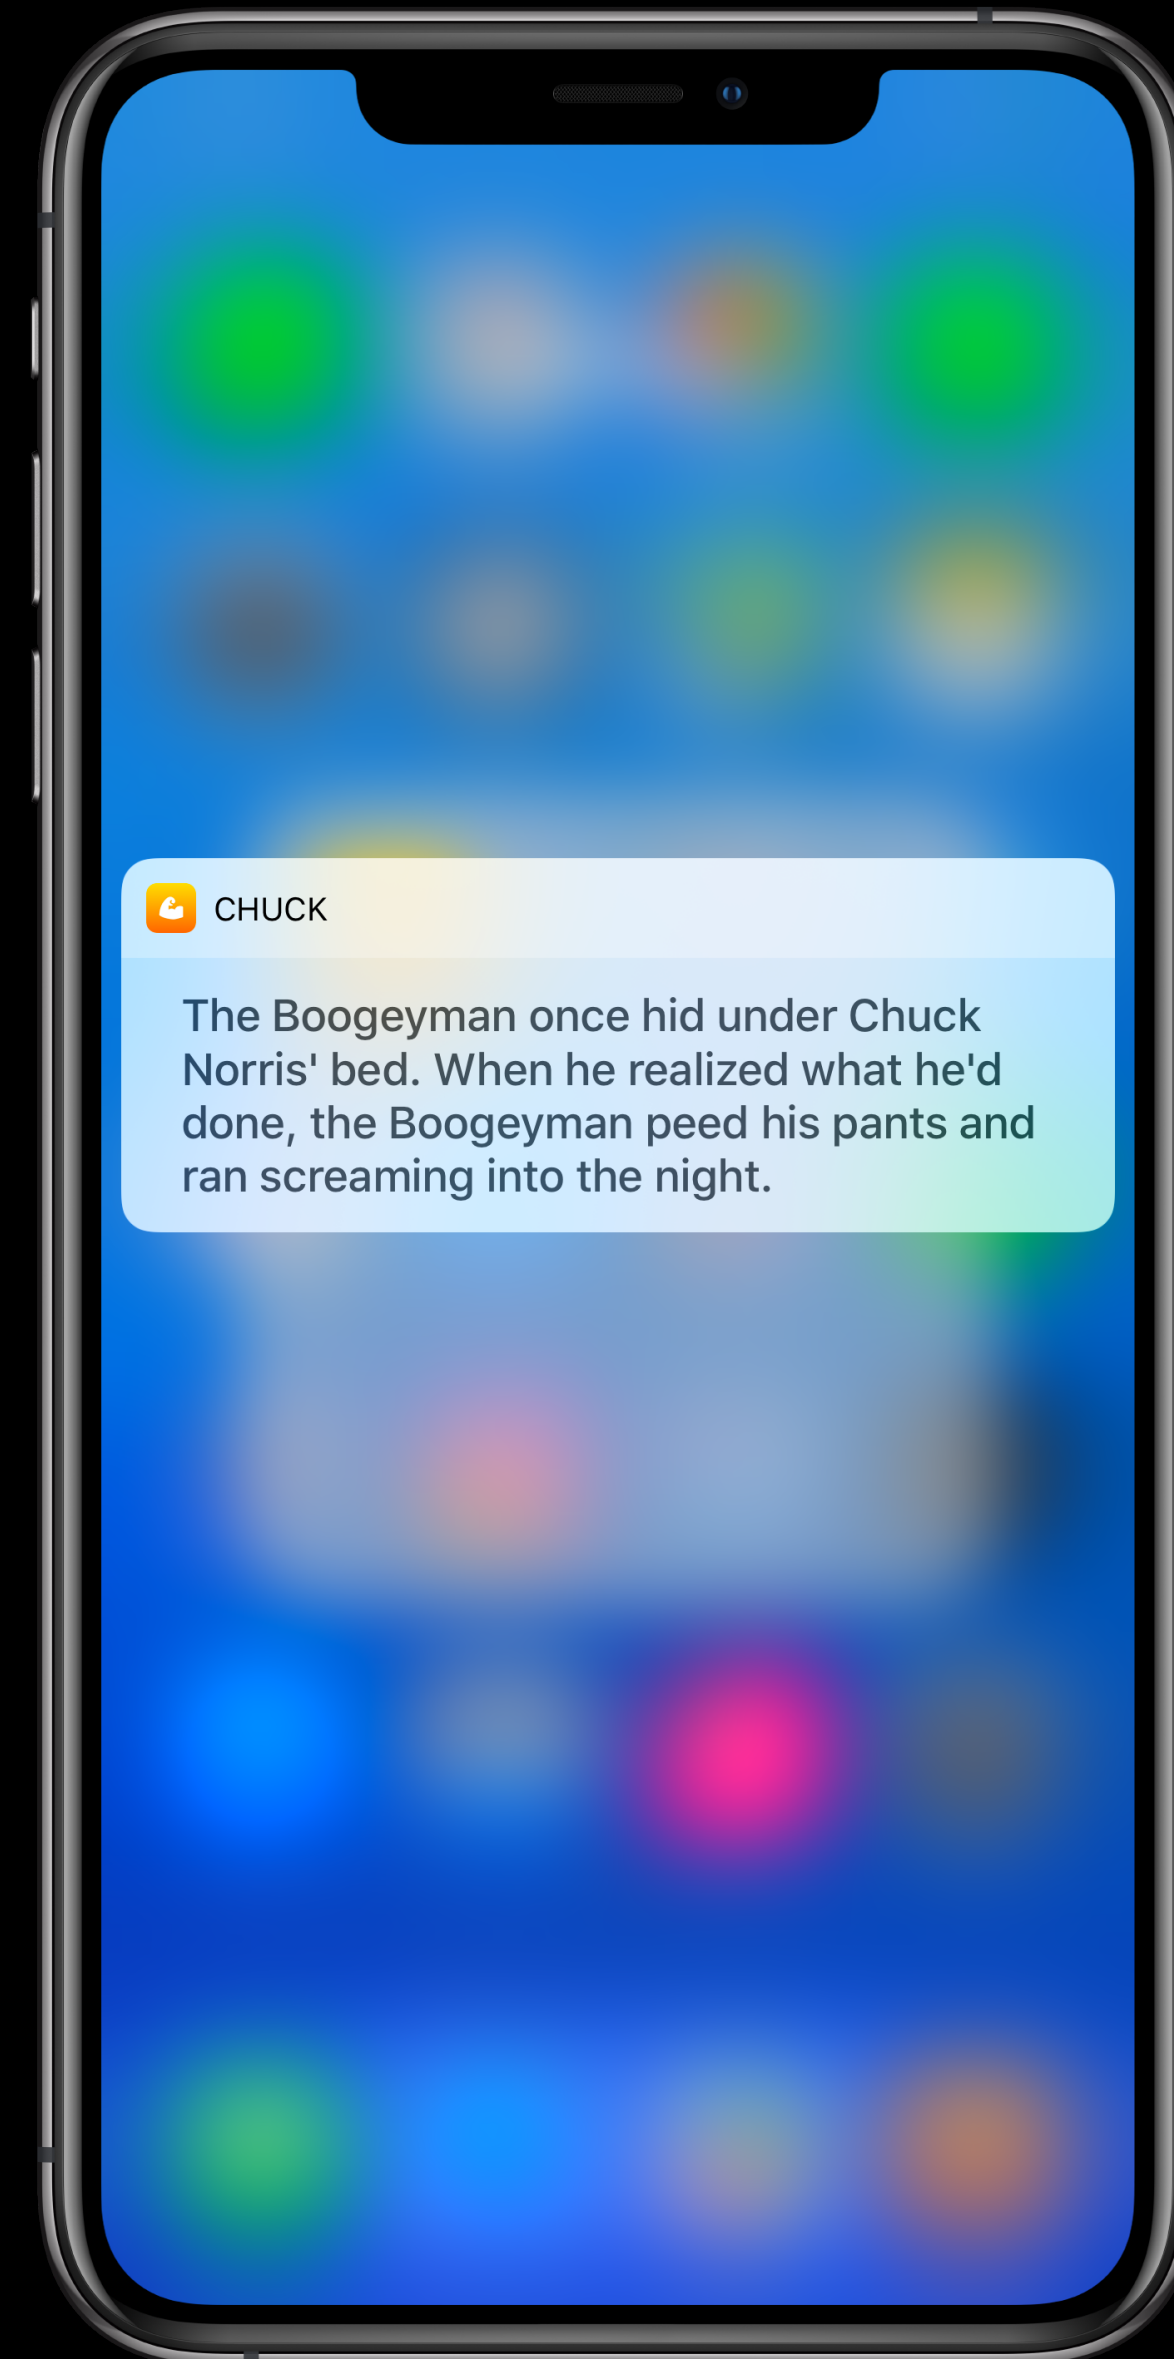 CHUCK
The Boogeyman once hid under Chuck
Norris' bed. When he realized what he'd
done, the Boogeyman peed his pants and
ran screaming into the night.